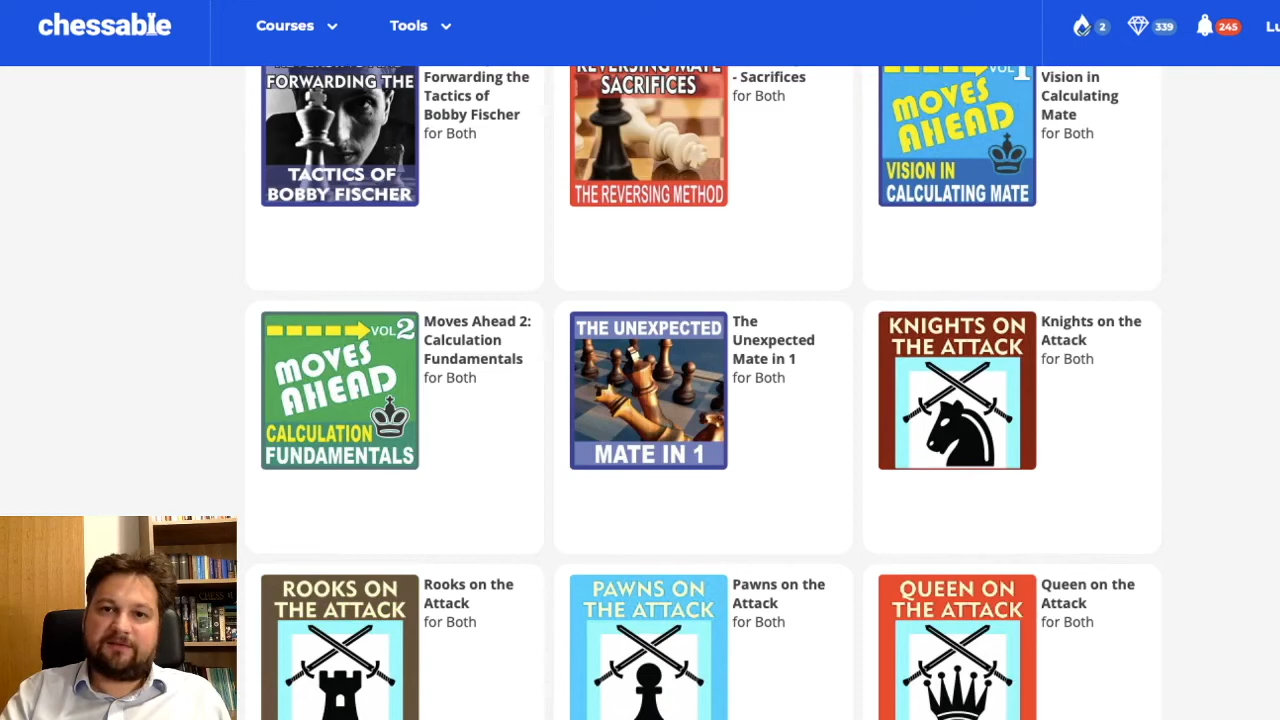 chessable
Courses
Tools
2
339
245
Lu
FORWARDING THE
TACTICS OF
BOBBY FISCHER
Forwarding the
Tactics of
Bobby Fischer
for Both
REVERSING MATE
SACRIFICES
THE REVERSING METHOD
- Sacrifices
for Both
VOL 1
MOVES
AHEAD
VISION IN
CALCULATING MATE
Vision in
Calculating
Mate
for Both
VOL 2
MOVES
AHEAD
CALCULATION
FUNDAMENTALS
Moves Ahead 2:
Calculation
Fundamentals
for Both
THE UNEXPECTED
MATE IN 1
The
Unexpected
Mate in 1
for Both
KNIGHTS ON
THE ATTACK
Knights on the
Attack
for Both
ROOKS ON
THE ATTACK
Rooks on the
Attack
for Both
PAWNS ON
THE ATTACK
Pawns on the
Attack
for Both
QUEEN ON
THE ATTACK
Queen on the
Attack
for Both
CHESS